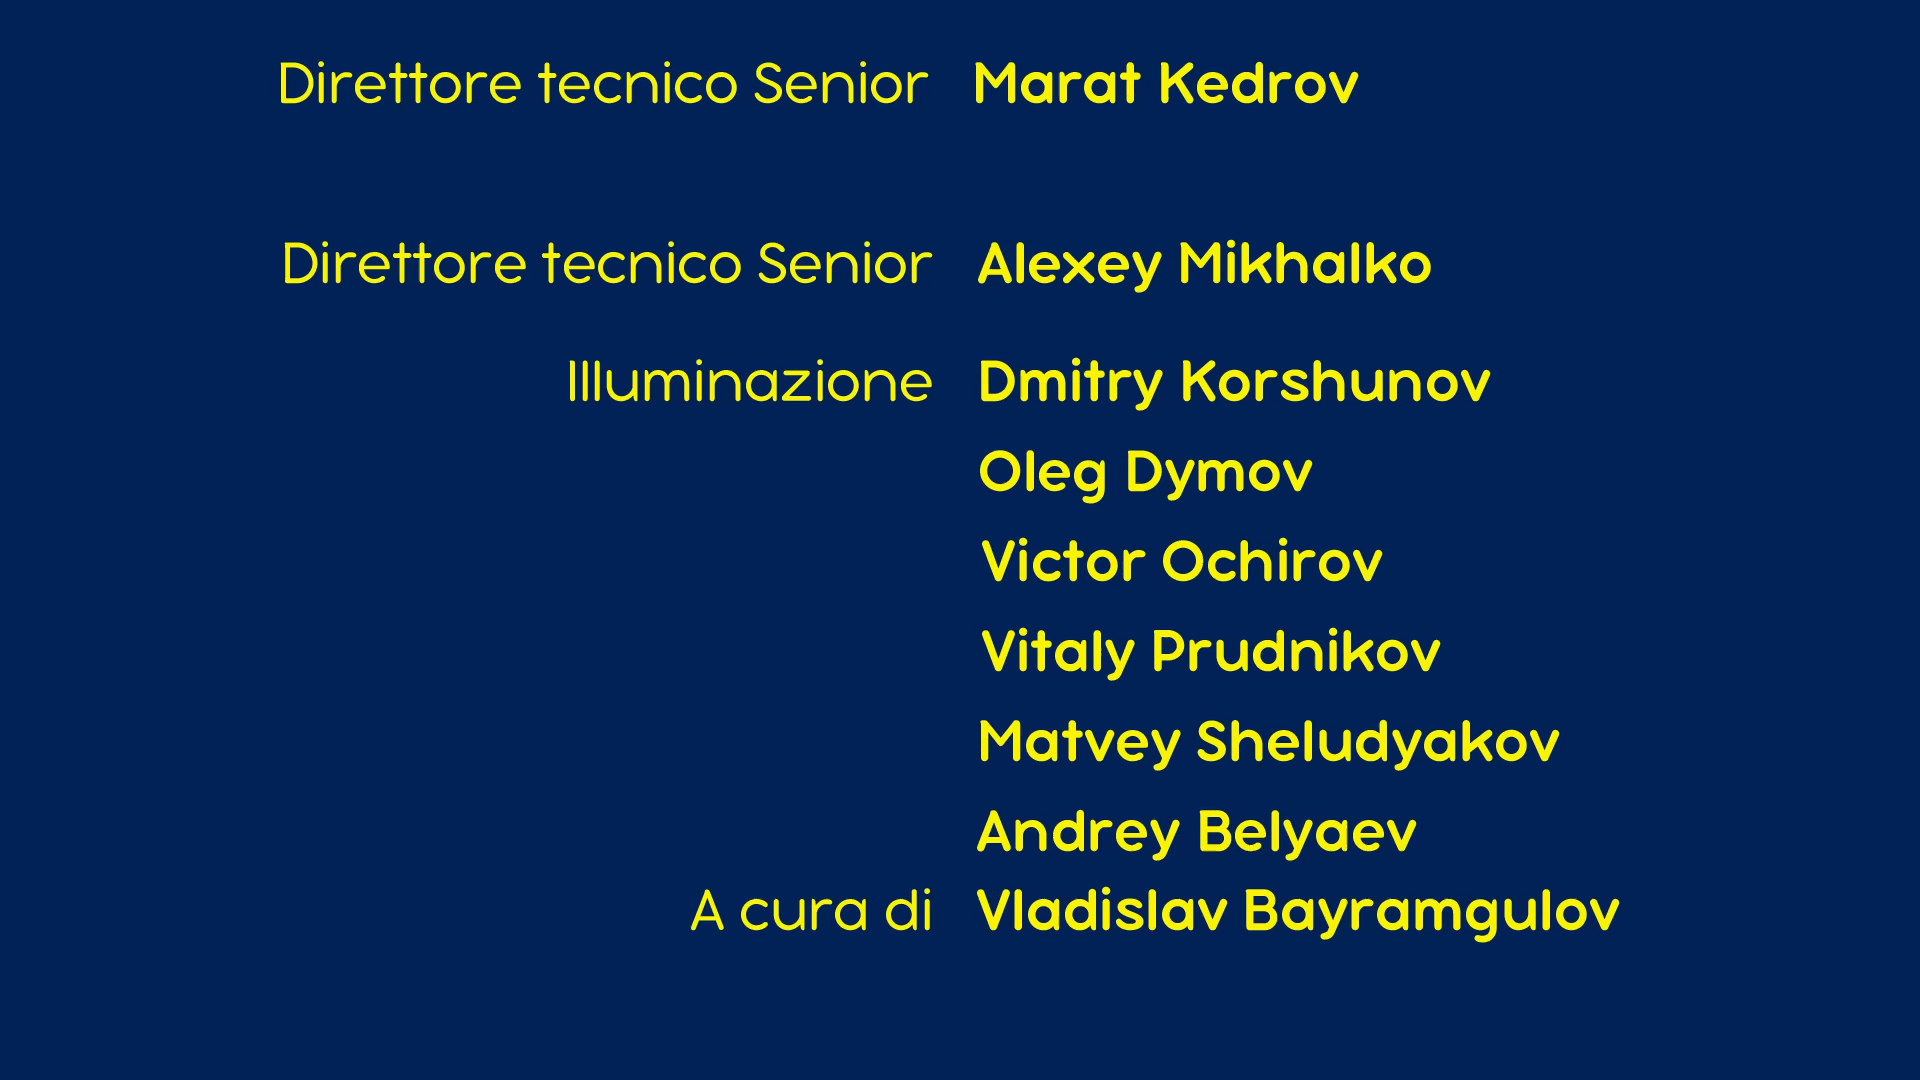 Direttore tecnico Senior Marat Kedrov
Direttore tecnico Senior Alexey Mikhalko
Illuminazione Dmitry Korshunov
Oleg Dymov
Victor Ochirov
Vitaly Prudnikov
Matvey Sheludyakov
Andrey Belyaev
A cura di Vladislav Bayramgulov